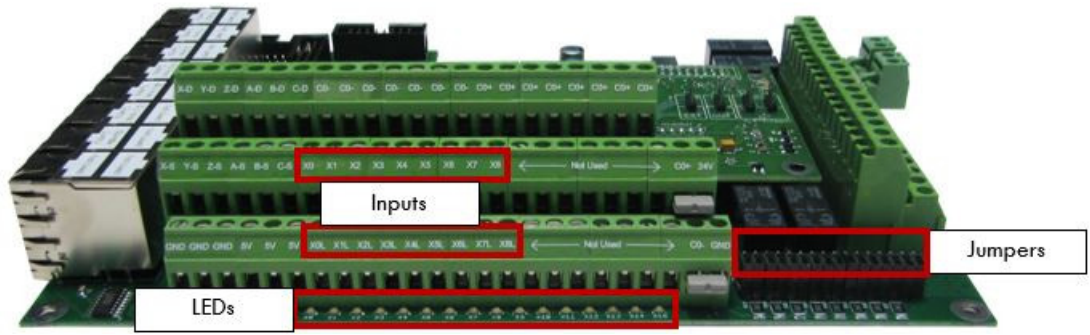 X-D Y-D Z-D A-D B-D C-D C0- C0- C0- C0- C0- C0- C0- C0+ C0+ C0+ C0+ C0+ C0+ C0+ C0+
X-S Y-S Z-S A-S B-S C-S X0 X1 X2 X3 X4 X5 X6 X7 X8 Not Used C0+ 24V
Inputs
GND GND GND 5V 5V 5V X0L X1L X2L X3L X4L X5L X6L X7L X8L Not Used C0- GND
Jumpers
LEDs